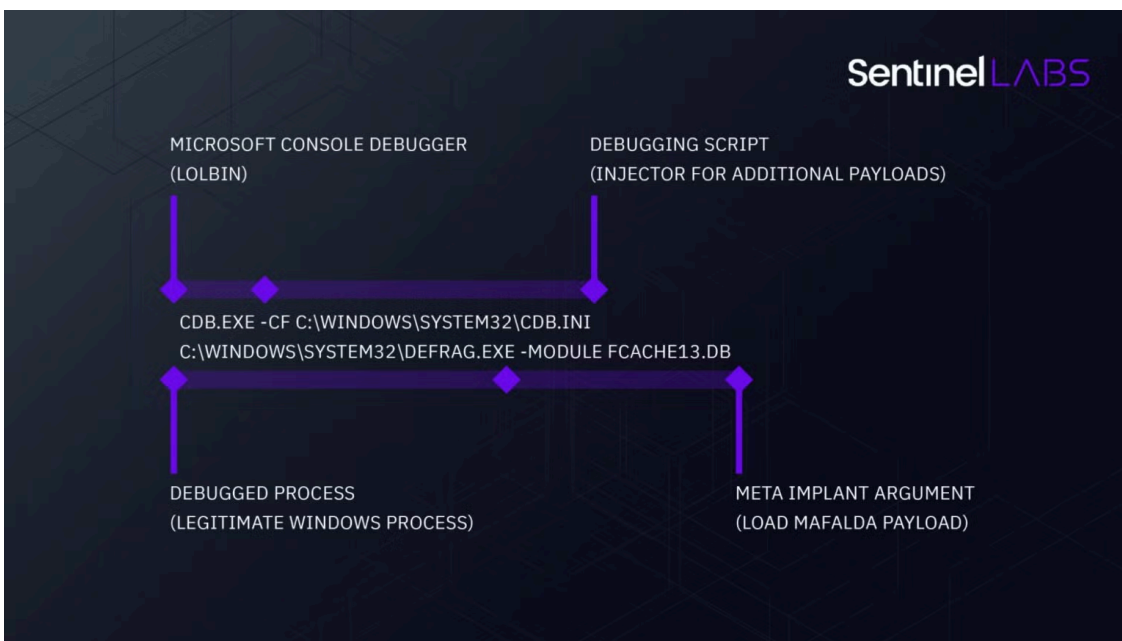 SentinelLABS
MICROSOFT CONSOLE DEBUGGER
(LOLBIN)
DEBUGGING SCRIPT
(INJECTOR FOR ADDITIONAL PAYLOADS)
CDB.EXE -CF C:\WINDOWS\SYSTEM32\CDB.INI
C:\WINDOWS\SYSTEM32\DEFRAG.EXE -MODULE FCACHE13.DB
DEBUGGED PROCESS
(LEGITIMATE WINDOWS PROCESS)
META IMPLANT ARGUMENT
(LOAD MAFALDA PAYLOAD)